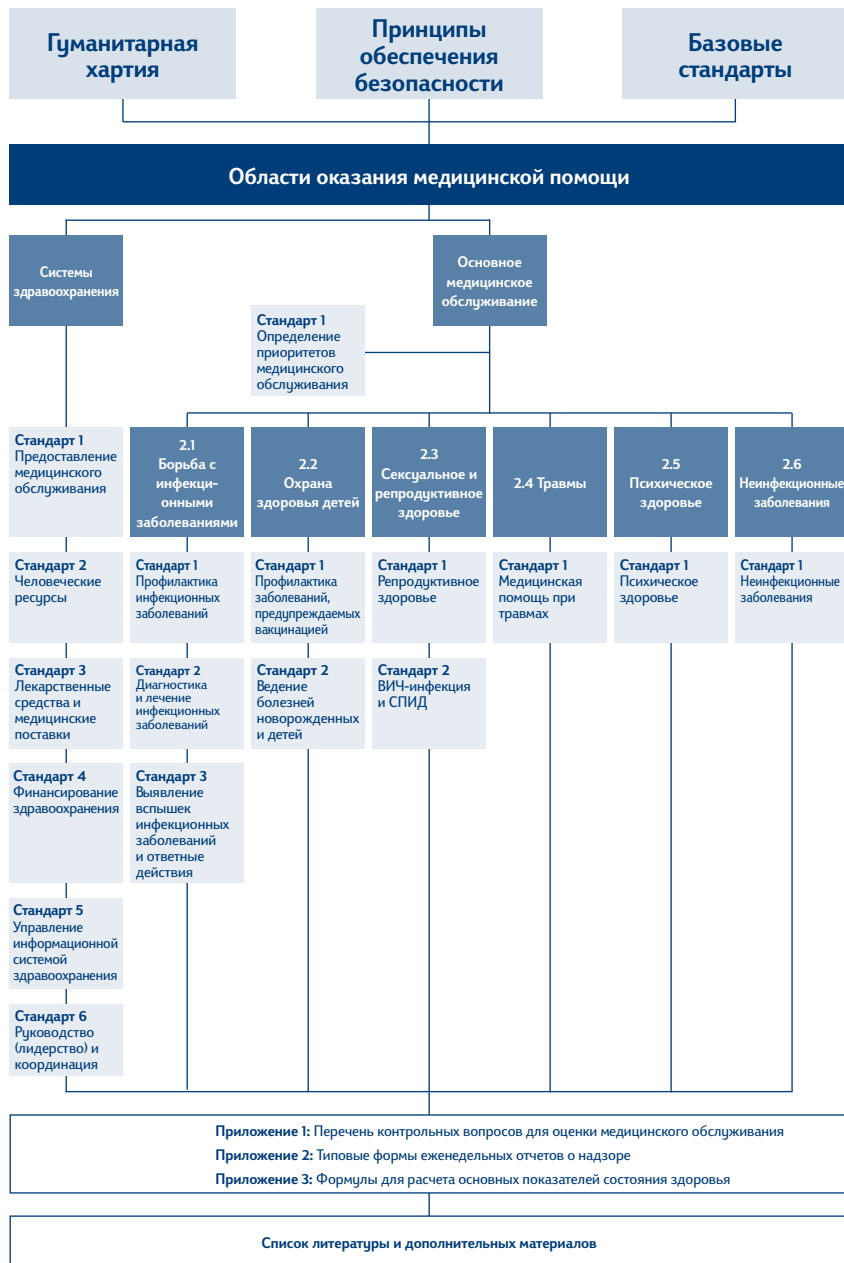 Гуманитарная
хартия
Принципы
обеспечения
безопасности
Базовые
стандарты
Области оказания медицинской помощи
Системы
здравоохранения
Основное
медицинское
обслуживание
Стандарт 1
Определение
приоритетов
медицинского
обслуживания
Стандарт 1
Предоставление
медицинского
обслуживания
2.1
Борьба с
инфекци-
онными
заболеваниями
2.2
Охрана
здоровья детей
2.3
Сексуальное и
репродуктивное
здоровье
2.4 Травмы
2.5
Психическое
здоровье
2.6
Неинфекционные
заболевания
Стандарт 2
Человеческие
ресурсы
Стандарт 1
Профилактика
инфекционных
заболеваний
Стандарт 1
Профилактика
заболеваний,
предупреждаемых
вакцинацией
Стандарт 1
Репродуктивное
здоровье
Стандарт 1
Медицинская
помощь при
травмах
Стандарт 1
Психическое
здоровье
Стандарт 1
Неинфекционные
заболевания
Стандарт 3
Лекарственные
средства и
медицинские
поставки
Стандарт 2
Диагностика
и лечение
инфекционных
заболеваний
Стандарт 2
Ведение
болезней
новорожденных
и детей
Стандарт 2
ВИЧ-инфекция
и СПИД
Стандарт 4
Финансирование
здравоохранения
Стандарт 3
Выявление
вспышек
инфекционных
заболеваний
и ответные
действия
Стандарт 5
Управление
информационной
системой
здравоохранения
Стандарт 6
Руководство
(лидерство) и
координация
Приложение 1: Перечень контрольных вопросов для оценки медицинского обслуживания
Приложение 2: Типовые формы еженедельных отчетов о надзоре
Приложение 3: Формулы для расчета основных показателей состояния здоровья
Список литературы и дополнительных материалов